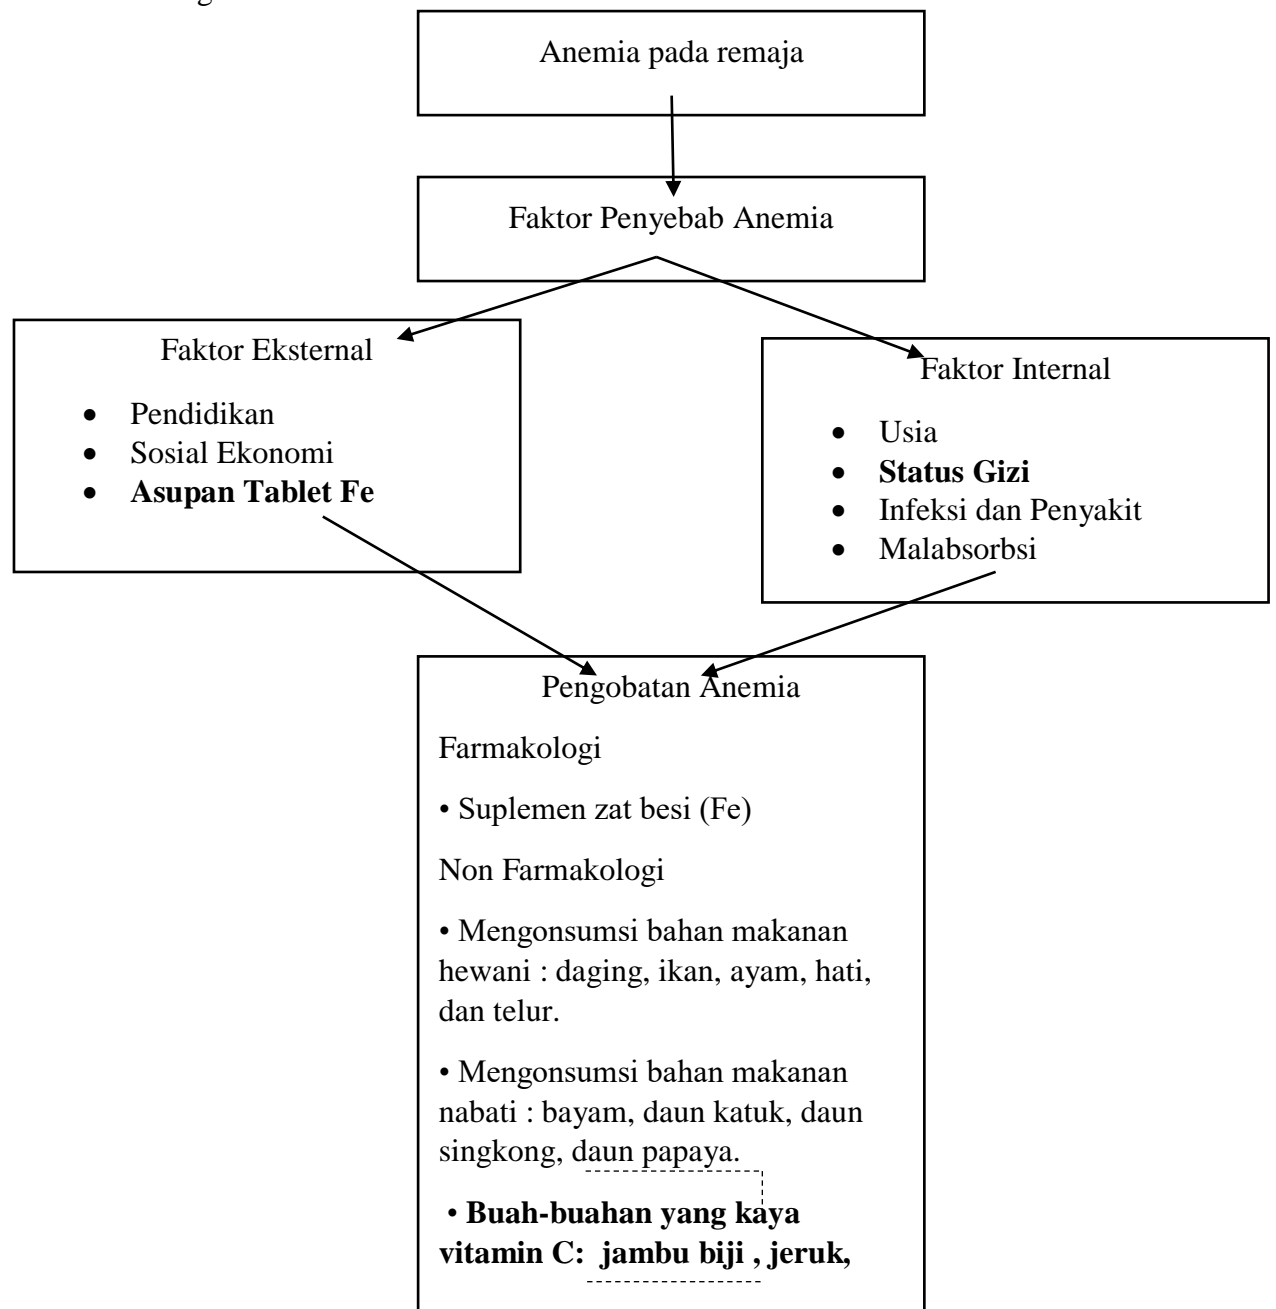 Anemia pada remaja
Faktor Penyebab Anemia
Faktor Eksternal
• Pendidikan
• Sosial Ekonomi
• Asupan Tablet Fe
Faktor Internal
• Usia
• Status Gizi
• Infeksi dan Penyakit
• Malabsorbsi
Pengobatan Anemia
Farmakologi
• Suplemen zat besi (Fe)
Non Farmakologi
• Mengonsumsi bahan makanan
hewani : daging, ikan, ayam, hati,
dan telur.
• Mengonsumsi bahan makanan
nabati : bayam, daun katuk, daun
singkong, daun papaya.
• Buah-buahan yang kaya
vitamin C: jambu biji , jeruk,